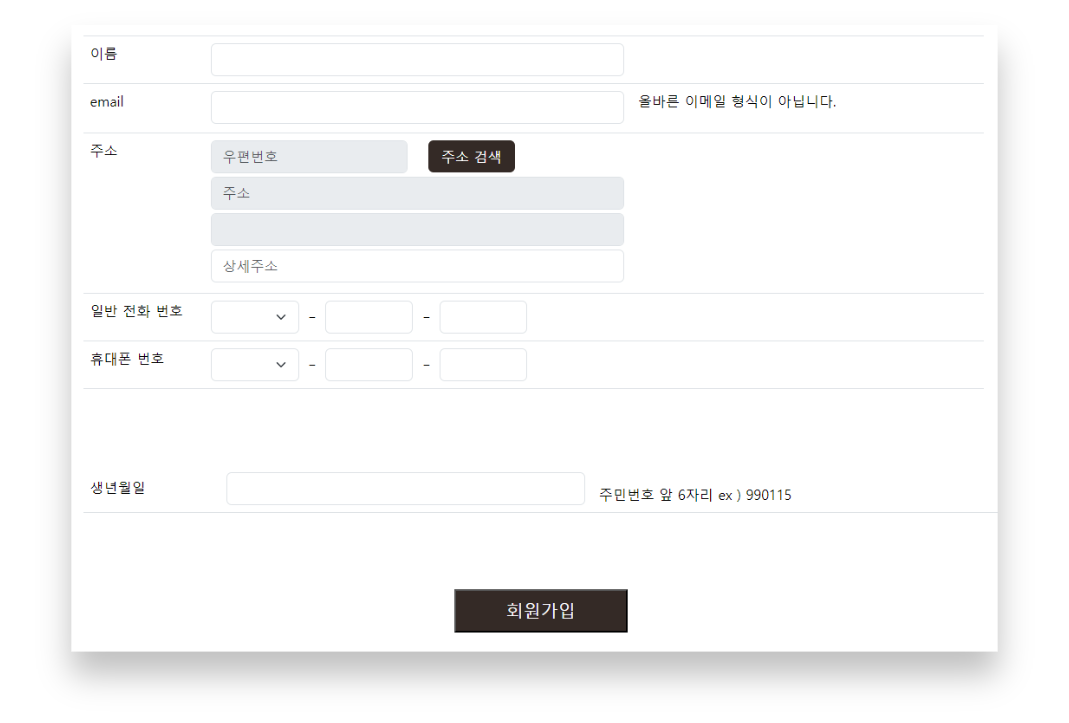 이름
email 올바른 이메일 형식이 아닙니다.
주소 우편번호 주소 검색
주소
상세주소
일반 전화 번호 - -
휴대폰 번호 - -
생년월일 주민번호 앞 6자리 ex ) 990115
회원가입